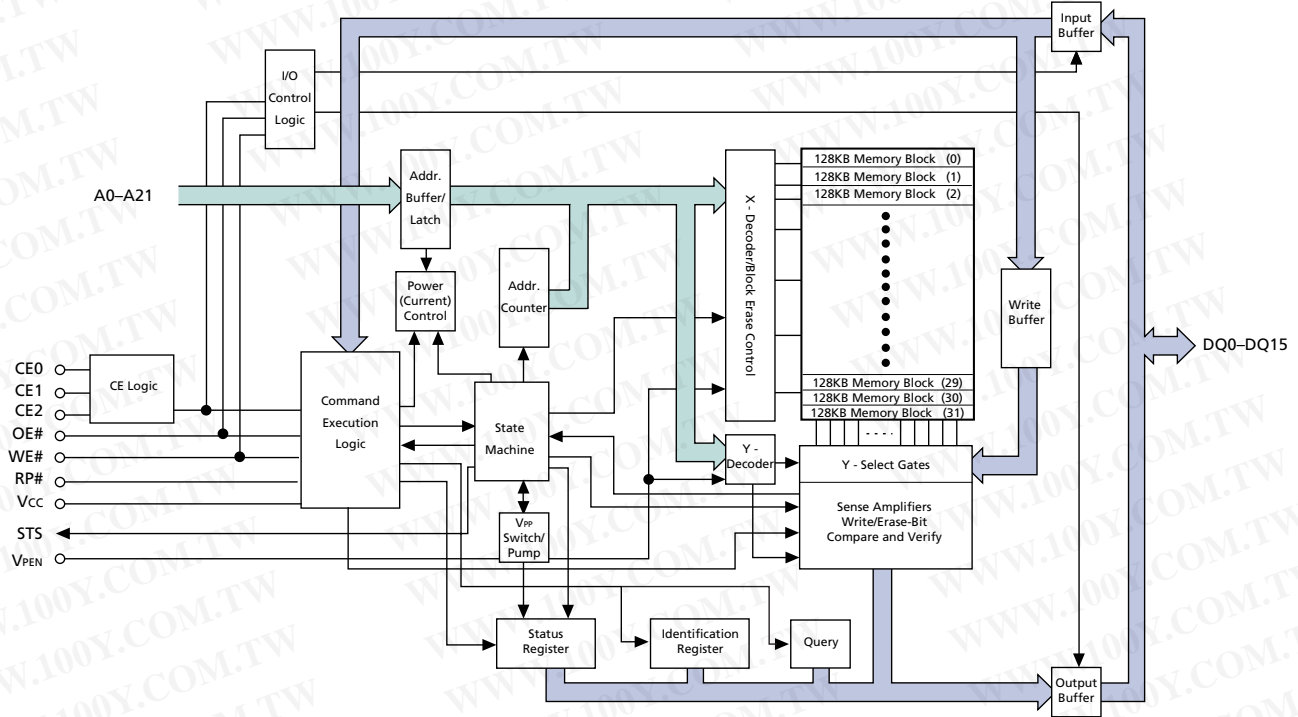 Input
Buffer
I/O
Control
Logic
A0–A21
Addr.
Buffer/
Latch
X - Decoder/Block Erase Control
128KB Memory Block (0)
128KB Memory Block (1)
128KB Memory Block (2)
Power
(Current)
Control
Addr.
Counter
Write
Buffer
DQ0–DQ15
CE0
CE1
CE2
OE#
WE#
RP#
VCC
STS
VPEN
CE Logic
Command
Execution
Logic
State
Machine
128KB Memory Block (29)
128KB Memory Block (30)
128KB Memory Block (31)
Y -
Decoder
Y - Select Gates
Sense Amplifiers
Write/Erase-Bit
Compare and Verify
VPP
Switch/
Pump
Status
Register
Identification
Register
Query
Output
Buffer
WWW.100Y.COM.TW